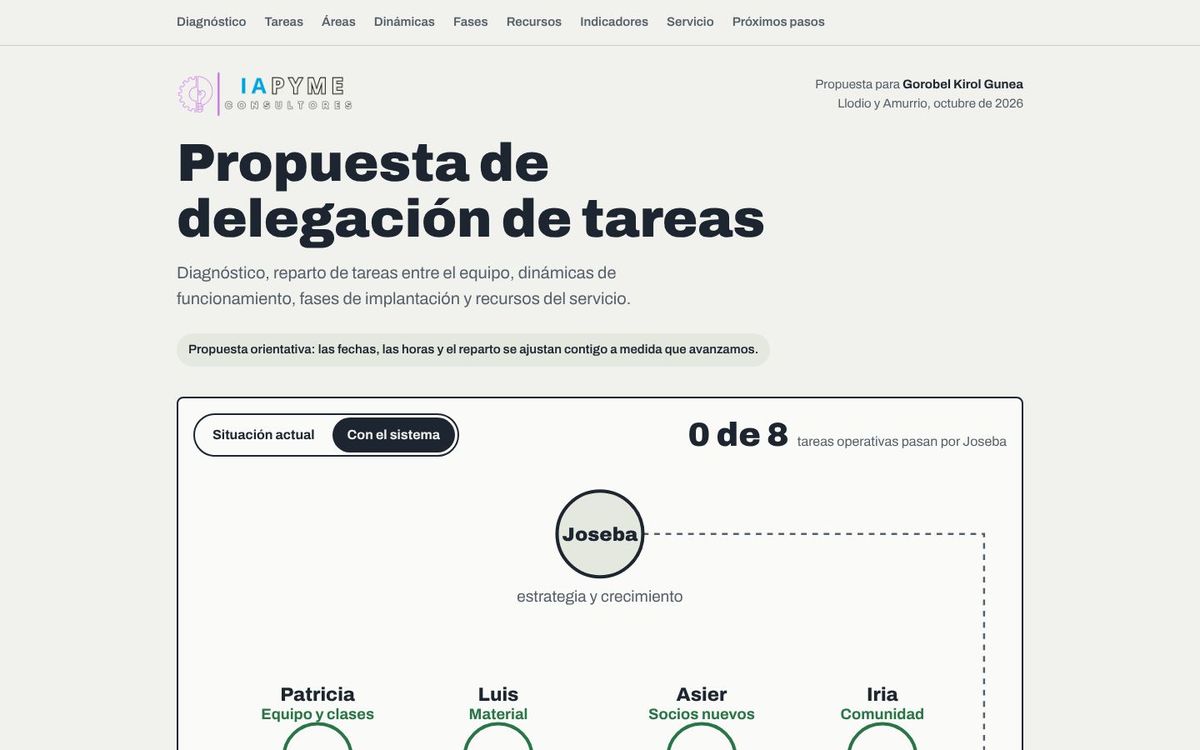 Diagnóstico Tareas Áreas Dinámicas Fases Recursos Indicadores Servicio Próximos pasos
IAPYME
CONSULTORES
Propuesta para Gorobel Kirol Gunea
Llodio y Amurrio, octubre de 2026
Propuesta de
delegación de tareas
Diagnóstico, reparto de tareas entre el equipo, dinámicas de
funcionamiento, fases de implantación y recursos del servicio.
Propuesta orientativa: las fechas, las horas y el reparto se ajustan contigo a medida que avanzamos.
Situación actual Con el sistema
0 de 8 tareas operativas pasan por Joseba
Joseba
estrategia y crecimiento
Patricia Luis Asier Iria
Equipo y clases Material Socios nuevos Comunidad